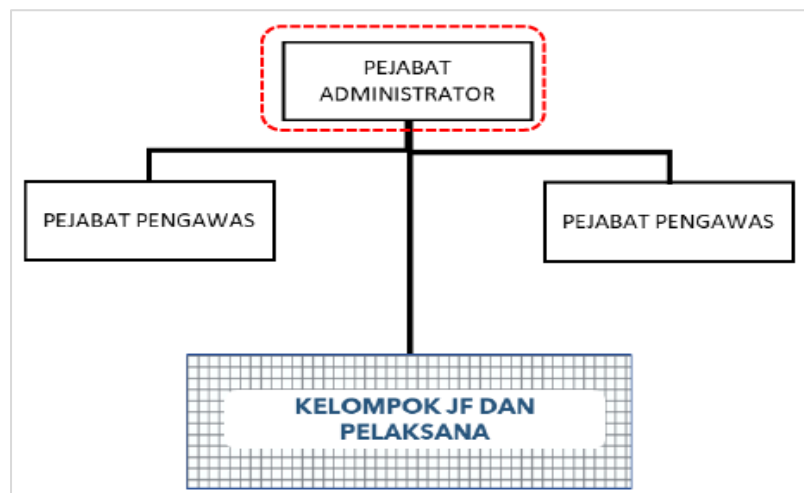 PEJABAT
ADMINISTRATOR
PEJABAT PENGAWAS
PEJABAT PENGAWAS
KELOMPOK JF DAN
PELAKSANA